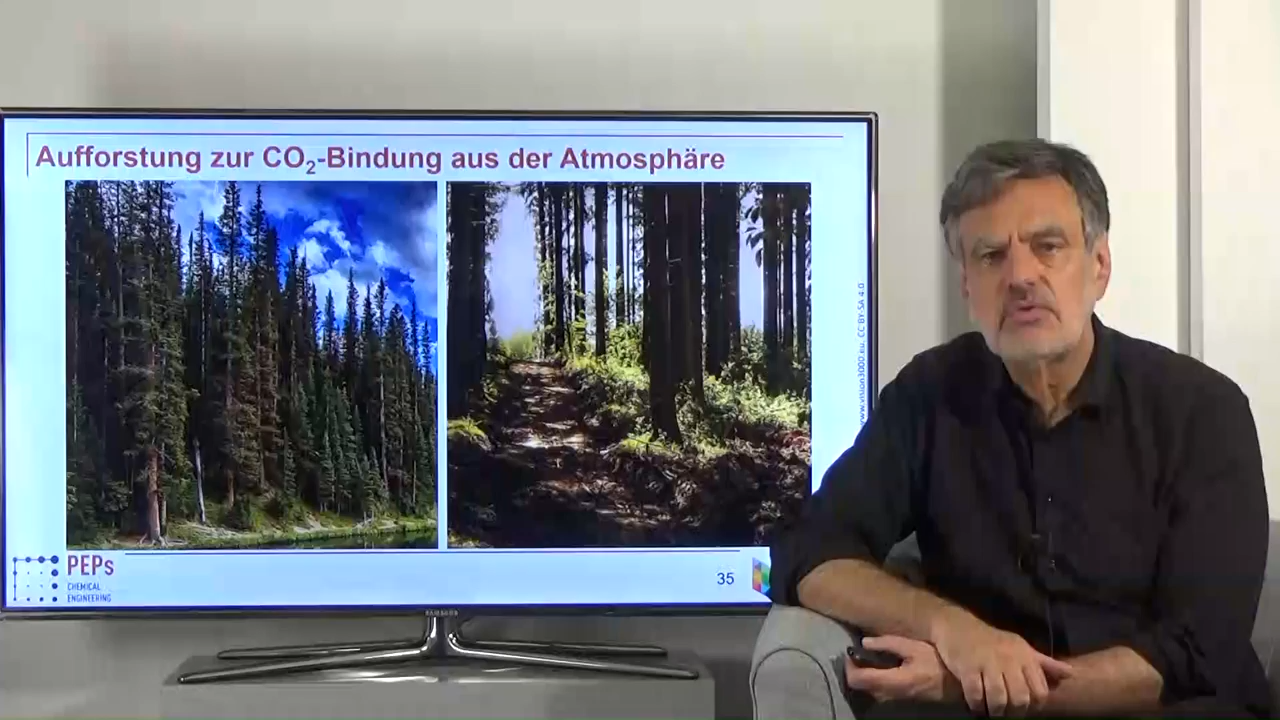 Aufforstung zur CO₂-Bindung aus der Atmosphäre
www.vision3000.eu, CC BY-SA 4.0
PEPs
CHEMICAL
ENGINEERING
35
SAMSUNG